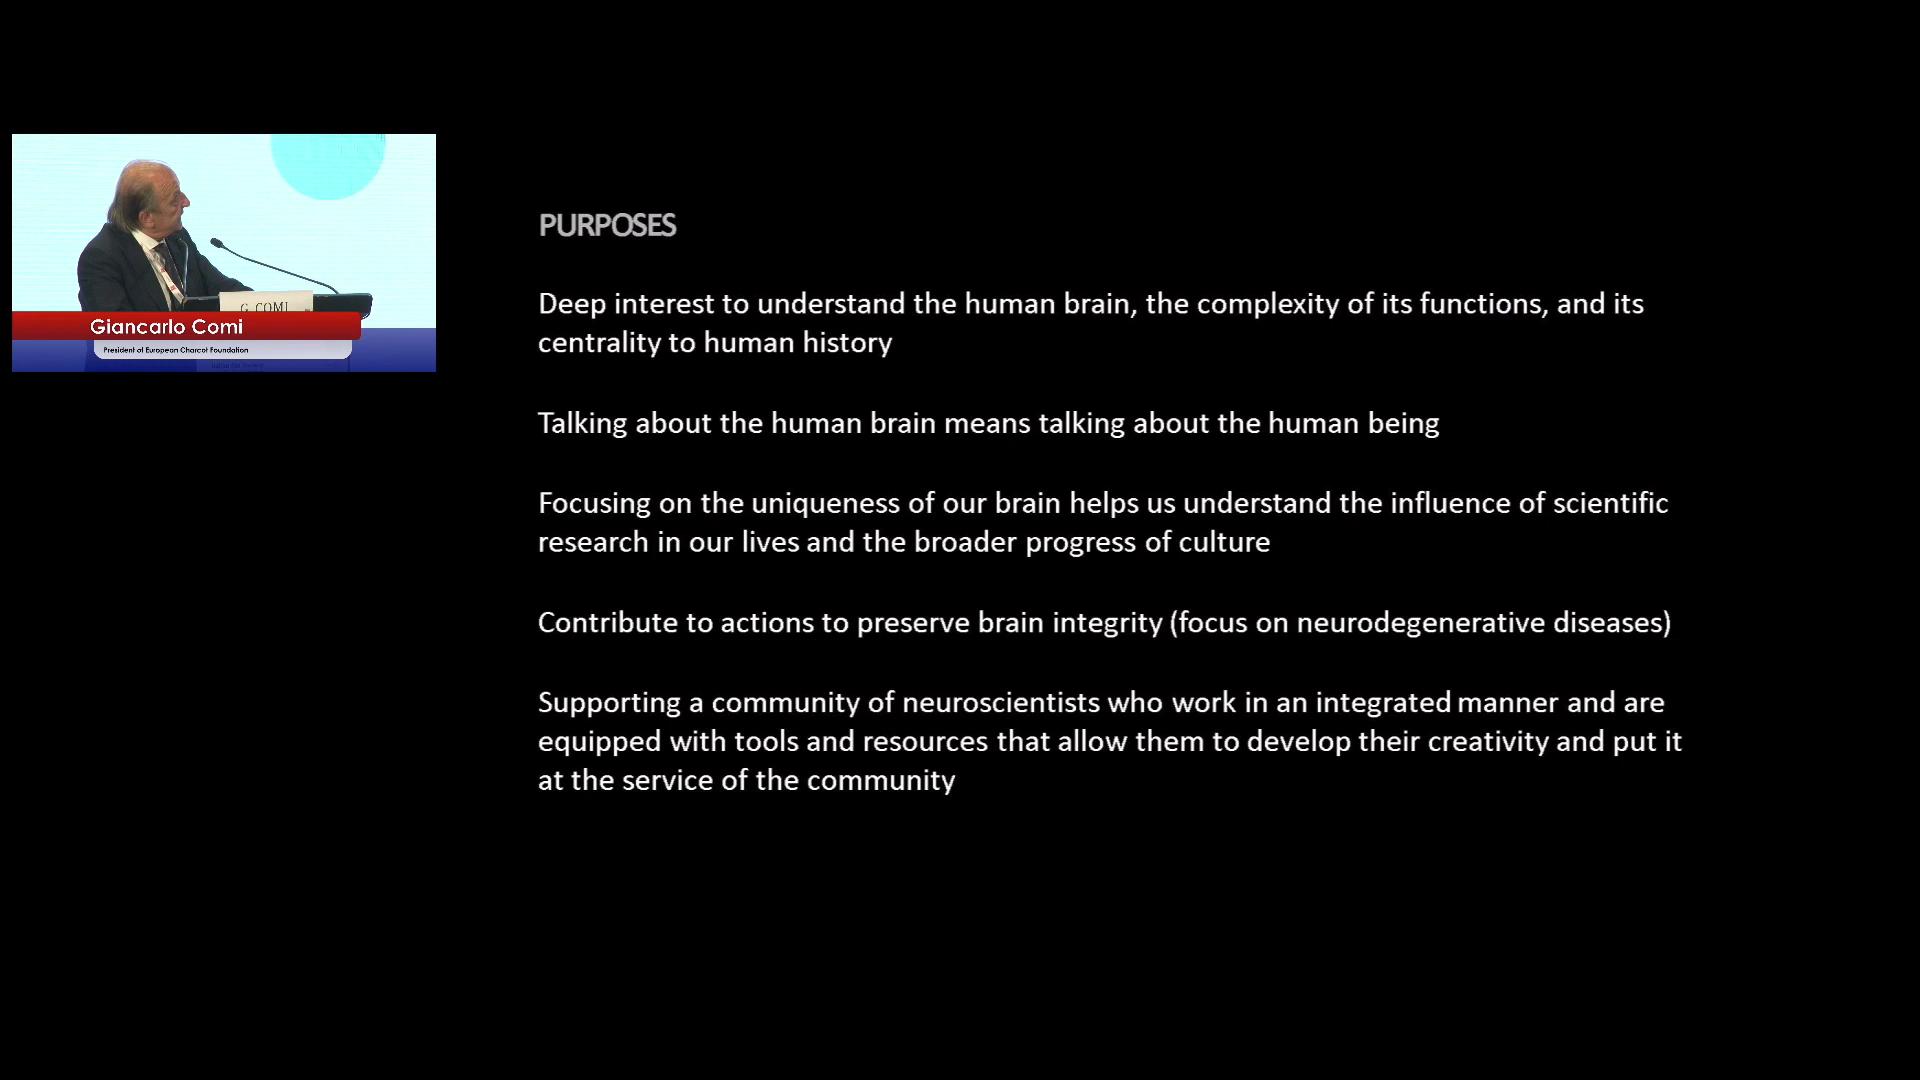 G. COMI
Giancarlo Comi
President of European Charcot Foundation
PURPOSES
Deep interest to understand the human brain, the complexity of its functions, and its
centrality to human history
Talking about the human brain means talking about the human being
Focusing on the uniqueness of our brain helps us understand the influence of scientific
research in our lives and the broader progress of culture
Contribute to actions to preserve brain integrity (focus on neurodegenerative diseases)
Supporting a community of neuroscientists who work in an integrated manner and are
equipped with tools and resources that allow them to develop their creativity and put it
at the service of the community